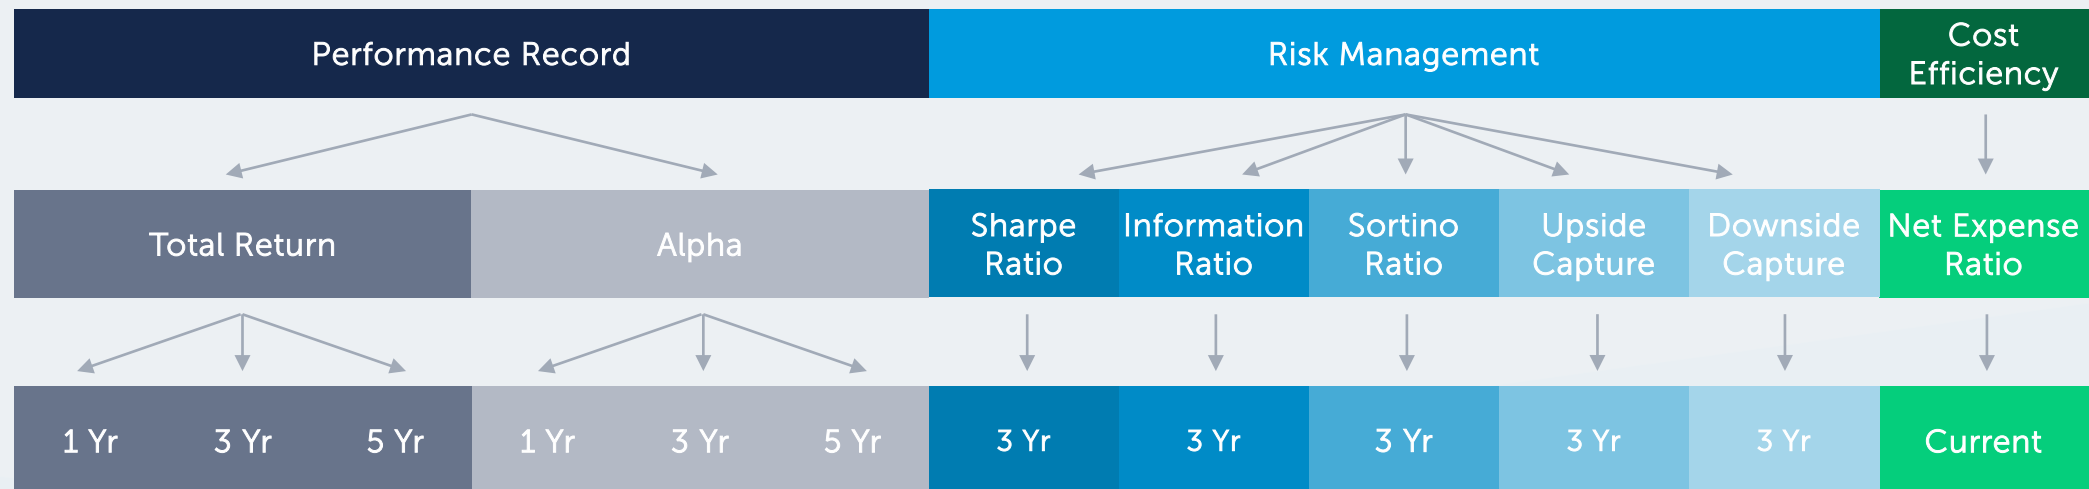 Performance Record
Risk Management
Cost
Efficiency
Total Return
Alpha
Sharpe
Ratio
Information
Ratio
Sortino
Ratio
Upside
Capture
Downside
Capture
Net Expense
Ratio
1 Yr
3 Yr
5 Yr
1 Yr
3 Yr
5 Yr
3 Yr
3 Yr
3 Yr
3 Yr
3 Yr
Current